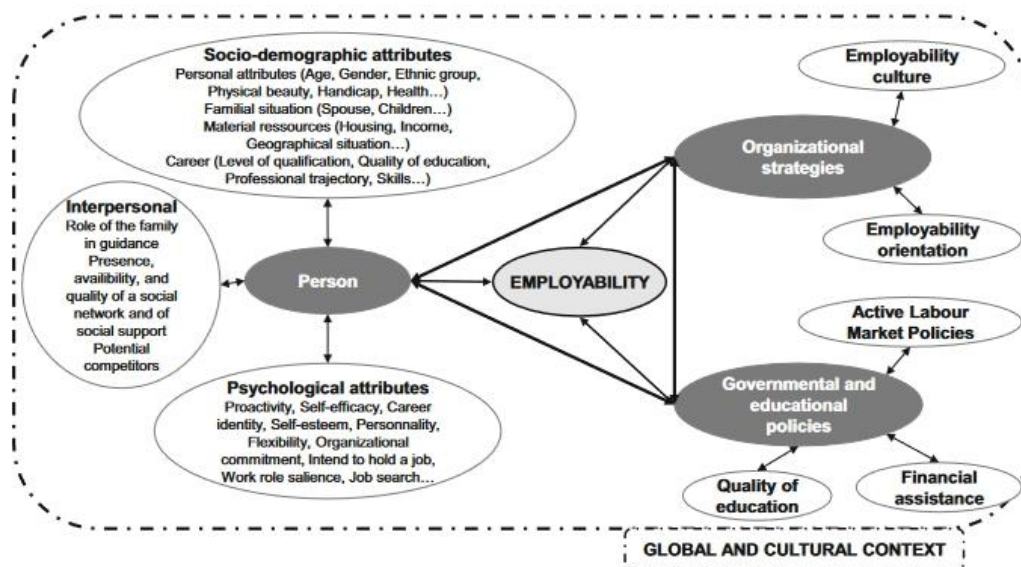 Socio-demographic attributes
Personal attributes (Age, Gender, Ethnic group,
Physical beauty, Handicap, Health...)
Familial situation (Spouse, Children...)
Material ressources (Housing, Income,
Geographical situation...)
Career (Level of qualification, Quality of education,
Professional trajectory, Skills...)
Interpersonal
Role of the family
in guidance
Presence,
availibility, and
quality of a social
network and of
social support
Potential
competitors
Person
Psychological attributes
Proactivity, Self-efficacy, Career
identity, Self-esteem, Personnality,
Flexibility, Organizational
commitment, Intend to hold a job,
Work role salience, Job search...
EMPLOYABILITY
Employability
culture
Organizational
strategies
Employability
orientation
Active Labour
Market Policies
Governmental and
educational
policies
Quality of
education
Financial
assistance
GLOBAL AND CULTURAL CONTEXT